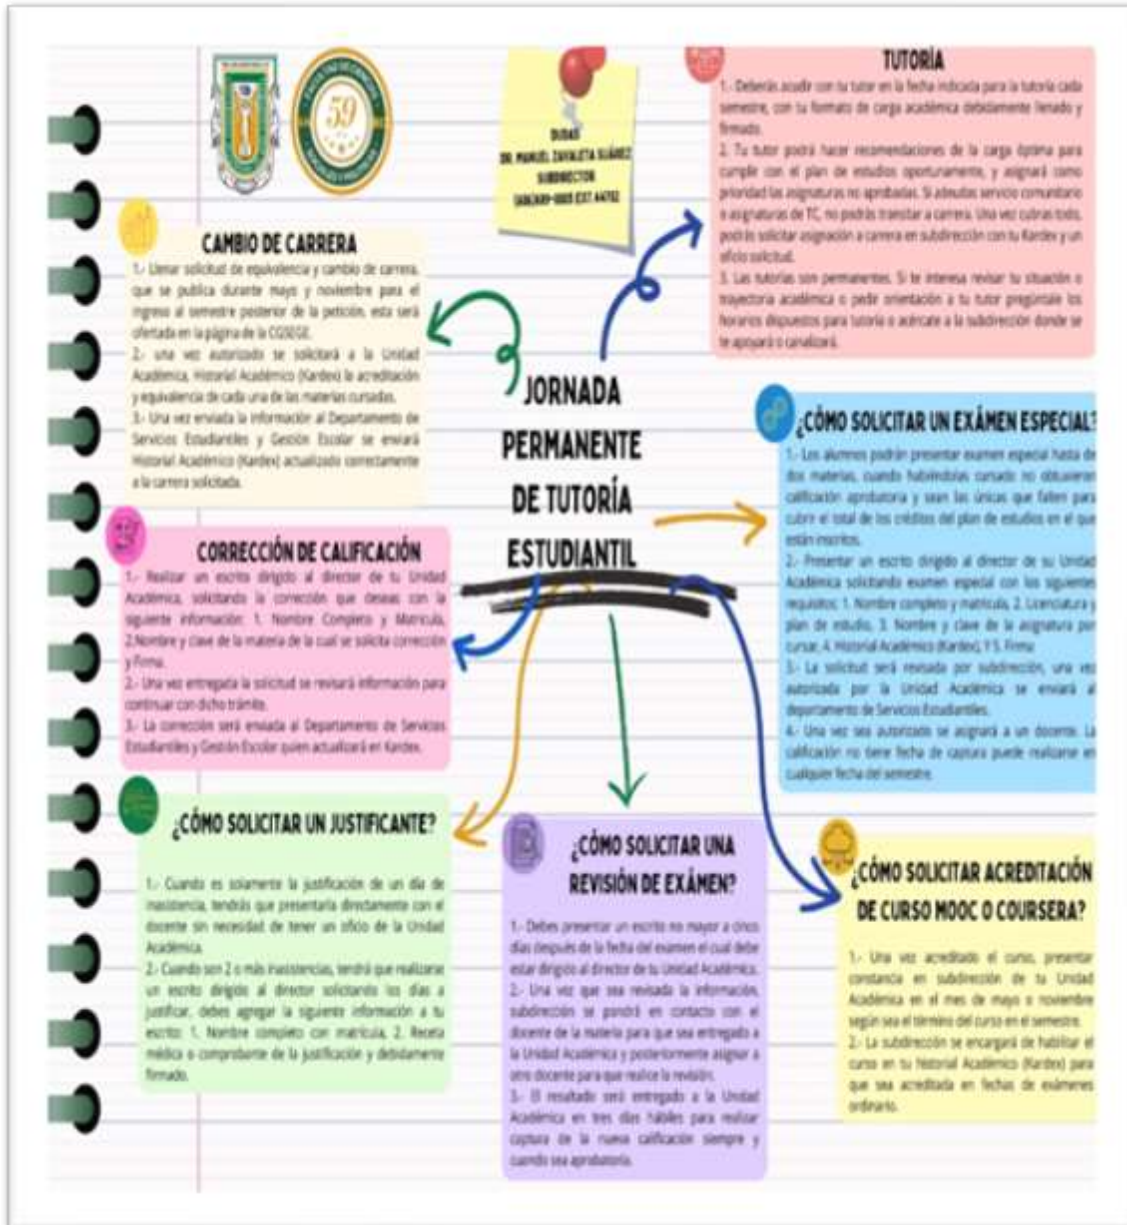 59
DUDAS
DR. MANUEL ZAVALETA SUÁREZ
SUBDIRECTOR
TUTORÍA
1.- Deberás acudir con tu tutor en la fecha indicada para la tutoría cada
semestre, con tu formato de carga académica debidamente llenado y
firmado.
2. Tu tutor podrá hacer recomendaciones de la carga óptima para
cumplir con el plan de estudios oportunamente, y asignará como
prioridad las asignaturas no aprobadas. Si adeudas servicio comunitario
o asignaturas de TC, no podrás transitar a carrera. Una vez cubras todo,
podrás solicitar asignación a carrera en subdirección con tu Kardex y un
oficio solicitud.
3. Las tutorías son permanentes. Si te interesa revisar tu situación o
trayectoria académica o pedir orientación a tu tutor pregúntale los
horarios dispuestos para tutoría o acércate a la subdirección donde se
te apoyará o canalizará.
CAMBIO DE CARRERA
1.- Llenar solicitud de equivalencia y cambio de carrera,
que se publica durante mayo y noviembre para el
ingreso al semestre posterior de la petición, esta será
ofertada en la página de la CGSEGE.
2.- una vez autorizado se solicitará a la Unidad
Académica, Historial Académico (Kardex) la acreditación
y equivalencia de cada una de las materias cursadas.
3.- Una vez enviada la información al Departamento de
Servicios Estudiantiles y Gestión Escolar se enviará
Historial Académico (Kardex) actualizado correctamente
a la carrera solicitada.
JORNADA
PERMANENTE
DE TUTORÍA
ESTUDIANTIL
¿CÓMO SOLICITAR UN EXÁMEN ESPECIAL?
1.- Los alumnos podrán presentar examen especial hasta de
dos materias, cuando habiéndolas cursado no obtuvieron
calificación aprobatoria y sean las únicas que falten para
cubrir el total de los créditos del plan de estudios en el que
están inscritos.
2.- Presentar un escrito dirigido al director de su Unidad
Académica solicitando examen especial con los siguientes
requisitos: 1. Nombre completo y matrícula, 2. Licenciatura y
plan de estudio, 3. Nombre y clave de la asignatura por
cursar, 4. Historial Académico (Kardex), Y 5. Firma
3.- La solicitud será revisada por subdirección, una vez
autorizada por la Unidad Académica se enviará al
departamento de Servicios Estudiantiles.
4.- Una vez sea autorizado se asignará a un docente. La
calificación no tiene fecha de captura puede realizarse en
cualquier fecha del semestre.
CORRECCIÓN DE CALIFICACIÓN
1.- Realizar un escrito dirigido al director de tu Unidad
Académica, solicitando la corrección que deseas con la
siguiente información: 1. Nombre Completo y Matrícula,
2.Nombre y clave de la materia de la cual se solicita corrección
y Firma.
2.- Una vez entregata la solicitud se revisará información para
continuar con dicho trámite.
3.- La corrección será enviada al Departamento de Servicios
Estudiantiles y Gestión Escolar quien actualizará en Kardex.
¿CÓMO SOLICITAR UN JUSTIFICANTE?
1.- Cuando es solamente la justificación de un día de
inasistencia, tendrás que presentarla directamente con el
docente sin necesidad de tener un oficio de la Unidad
Académica.
2.- Cuando son 2 o más inasistencias, tendrá que realizarse
un escrito dirigido al director solicitando los días a
justificar, debes agregar la siguiente información a tu
escrito: 1. Nombre completo con matrícula, 2. Receta
médica o comprobante de la justificación y debidamente
firmado.
¿CÓMO SOLICITAR UNA
REVISIÓN DE EXÁMEN?
1.- Debes presentar un escrito no mayor a cinco
días después de la fecha del examen el cual debe
estar dirigido al director de tu Unidad Académica.
2.- Una vez que sea revisada la información,
subdirección se pondrá en contacto con el
docente de la materia para que sea entregado a
la Unidad Académica y posteriormente asignar a
otro docente para que realice la revisión.
3.- El resultado será entregado a la Unidad
Académica en tres días hábiles para realizar
captura de la nueva calificación siempre y
cuando sea aprobatoria.
¿CÓMO SOLICITAR ACREDITACIÓN
DE CURSO MOOC O COURSERA?
1.- Una vez acreditado el curso, presentar
constancia en subdirección de tu Unidad
Académica en el mes de mayo o noviembre
según sea el término del curso en el semestre.
2.- La subdirección se encargará de habilitar el
curso en tu historial Académico (Kardex) para
que sea acreditada en fechas de exámenes
ordinario.